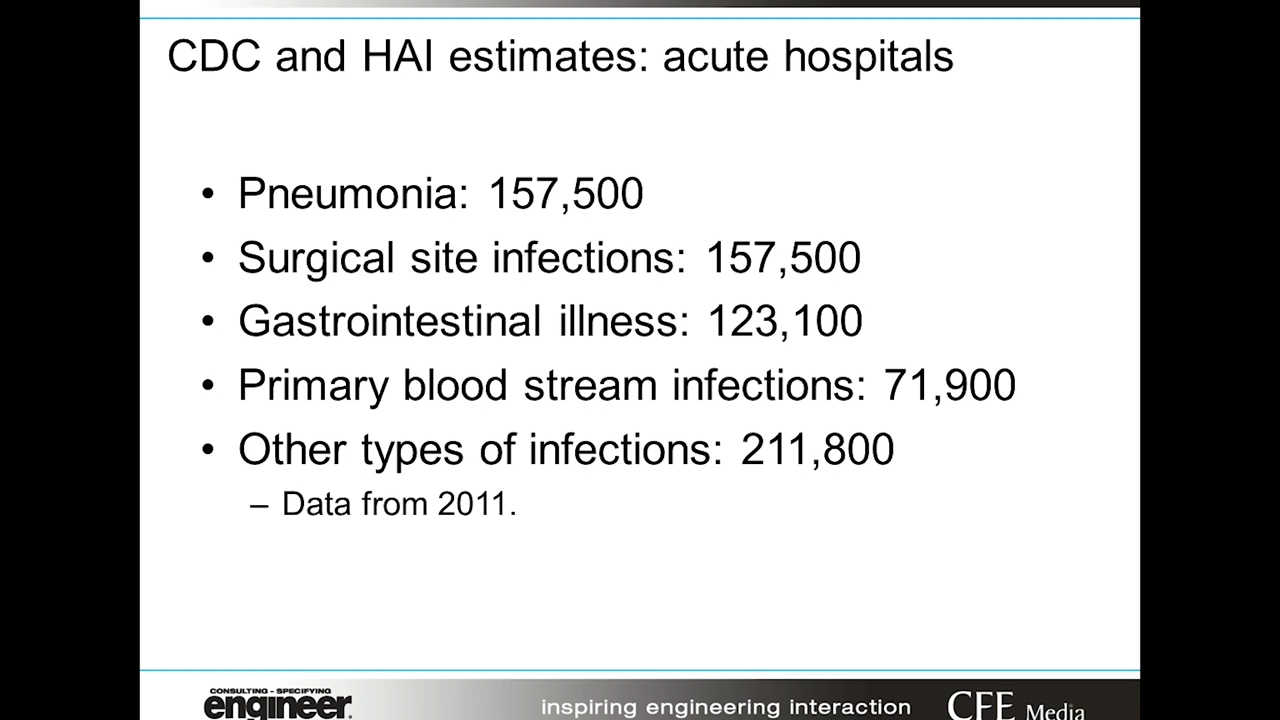 CDC and HAI estimates: acute hospitals
• Pneumonia: 157,500
• Surgical site infections: 157,500
• Gastrointestinal illness: 123,100
• Primary blood stream infections: 71,900
• Other types of infections: 211,800
– Data from 2011.
CONSULTING - SPECIFYING
engineer
inspiring engineering interaction
CFE Media